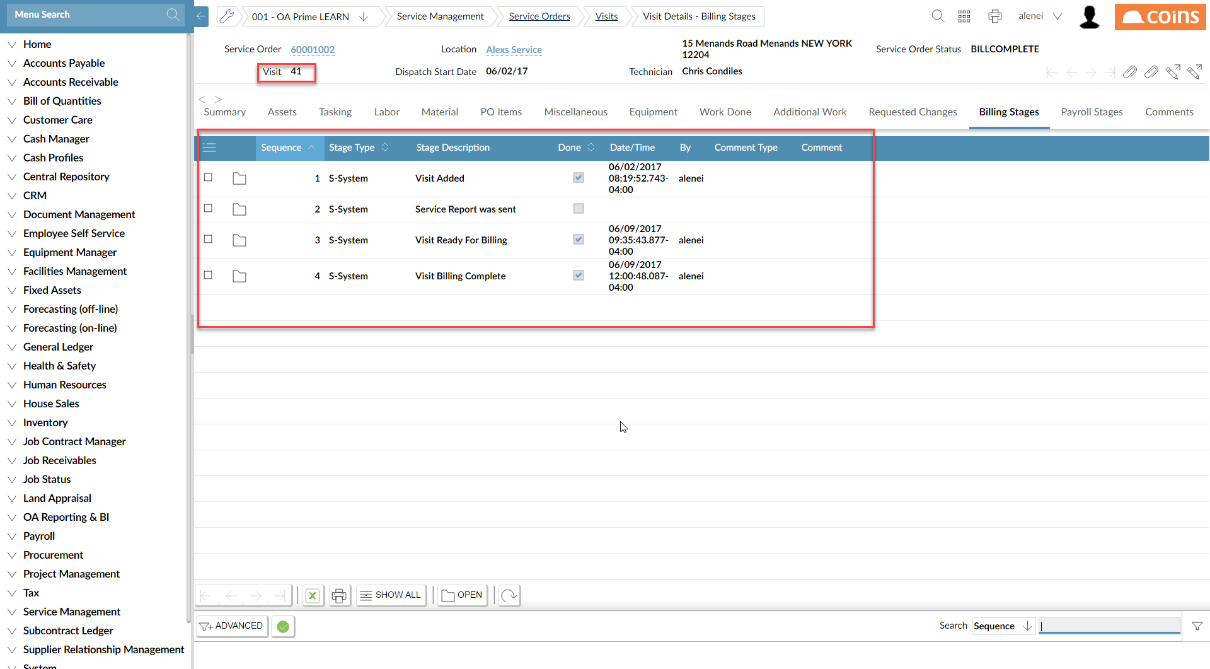 Menu Search
001 - OA Prime LEARN
Service Management
Service Orders
Visits
Visit Details - Billing Stages
alenei
coins
Service Order 60001002
Location Alexs Service
15 Menands Road Menands NEW YORK
12204
Service Order Status BILLCOMPLETE
Visit 41
Dispatch Start Date 06/02/17
Technician Chris Condiles
Summary Assets Tasking Labor Material PO Items Miscellaneous Equipment Work Done Additional Work Requested Changes Billing Stages Payroll Stages Comments
Sequence Stage Type Stage Description Done Date/Time By Comment Type Comment
1 S-System Visit Added 06/02/2017
08:19:52.743-
04:00
alenei
2 S-System Service Report was sent
3 S-System Visit Ready For Billing 06/09/2017
09:35:43.877-
04:00
alenei
4 S-System Visit Billing Complete 06/09/2017
12:00:48.087-
04:00
alenei
Home
Accounts Payable
Accounts Receivable
Bill of Quantities
Customer Care
Cash Manager
Cash Profiles
Central Repository
CRM
Document Management
Employee Self Service
Equipment Manager
Facilities Management
Fixed Assets
Forecasting (off-line)
Forecasting (on-line)
General Ledger
Health & Safety
Human Resources
House Sales
Inventory
Job Contract Manager
Job Receivables
Job Status
Land Appraisal
OA Reporting & BI
Payroll
Procurement
Project Management
Tax
Service Management
Subcontract Ledger
Supplier Relationship Management
System
SHOW ALL
OPEN
ADVANCED
Search Sequence